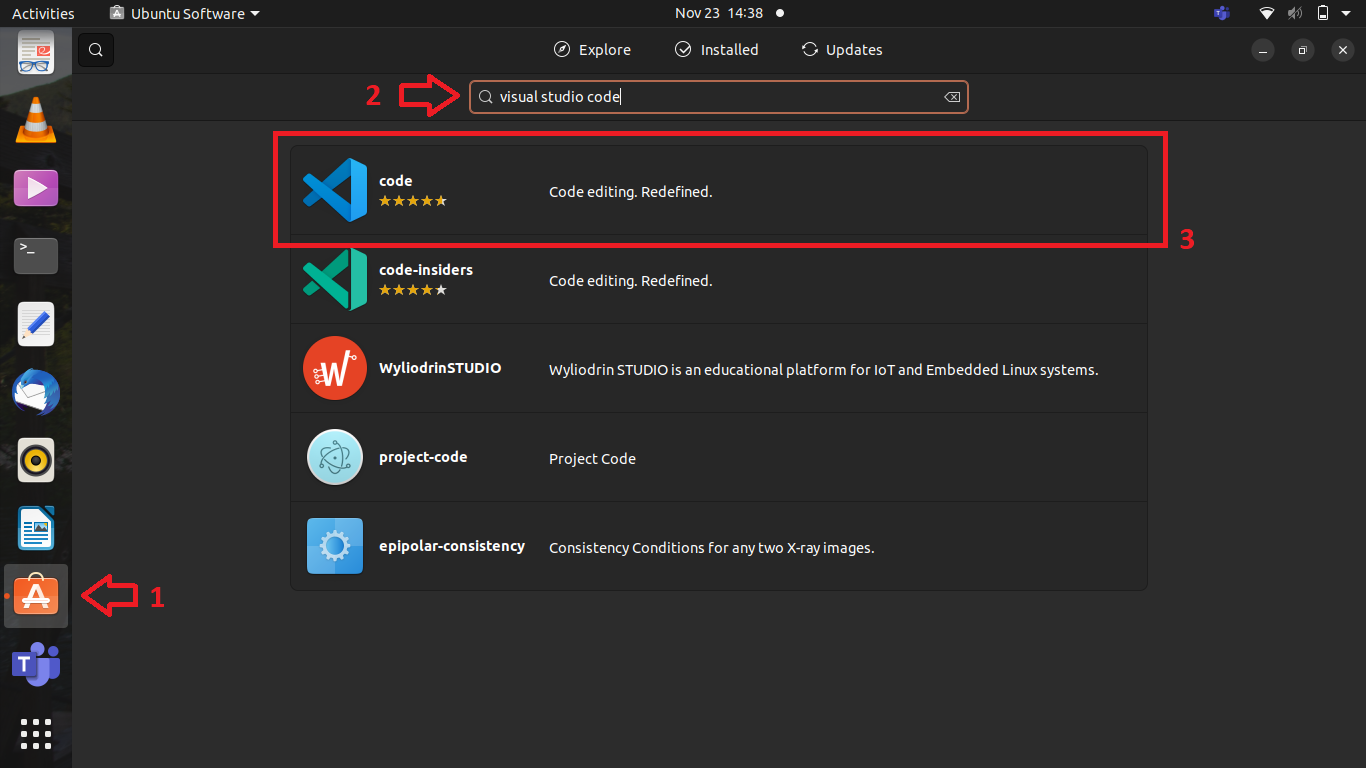 Activities
Ubuntu Software
Nov 23 14:38
Explore
Installed
Updates
2
visual studio code
code
Code editing. Redefined.
3
code-insiders
Code editing. Redefined.
WyliodrinSTUDIO
Wyliodrin STUDIO is an educational platform for IoT and Embedded Linux systems.
project-code
Project Code
epipolar-consistency
Consistency Conditions for any two X-ray images.
1